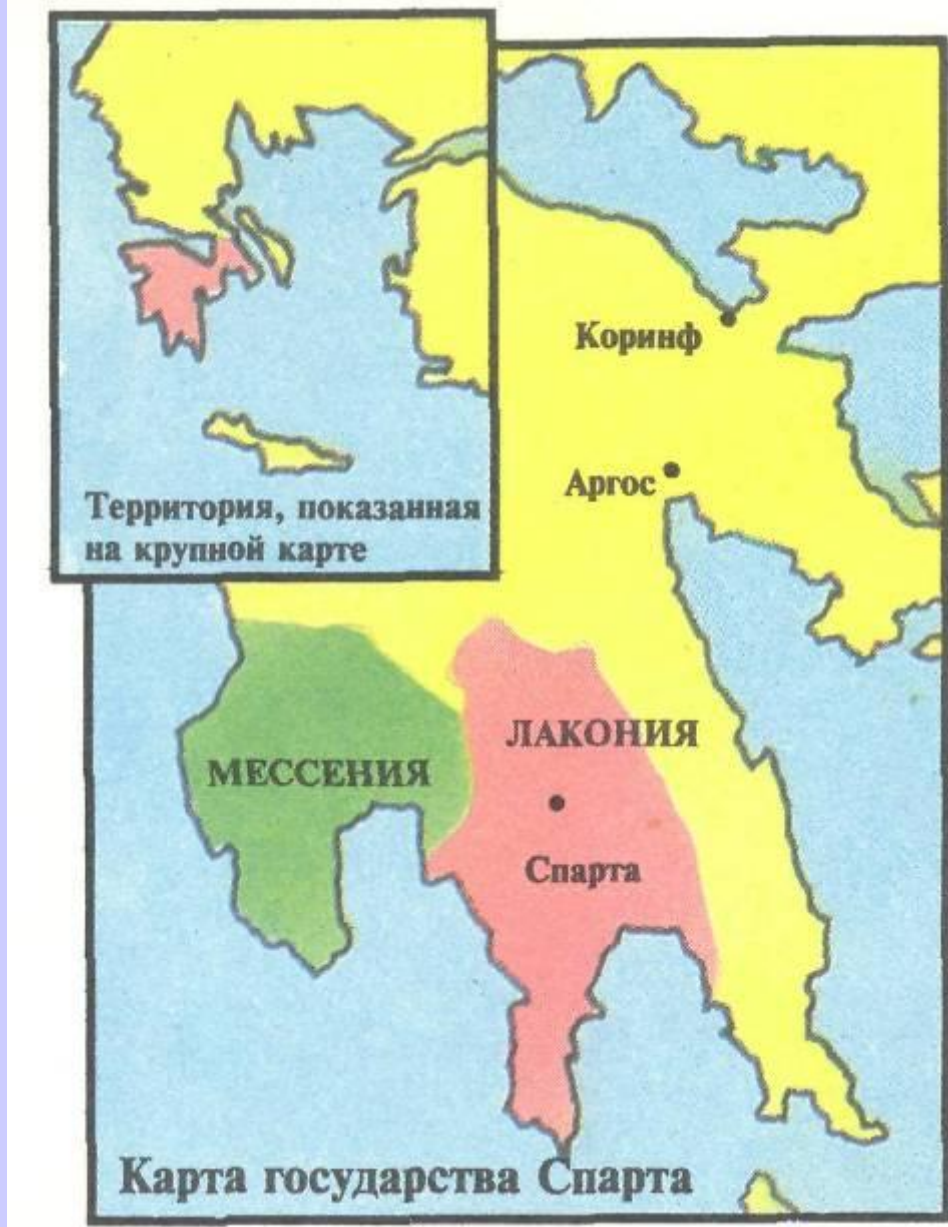 Территория, показанная
на крупной карте
Коринф
Аргос
МЕССЕНИЯ
ЛАКОНИЯ
Спарта
Карта государства Спарта